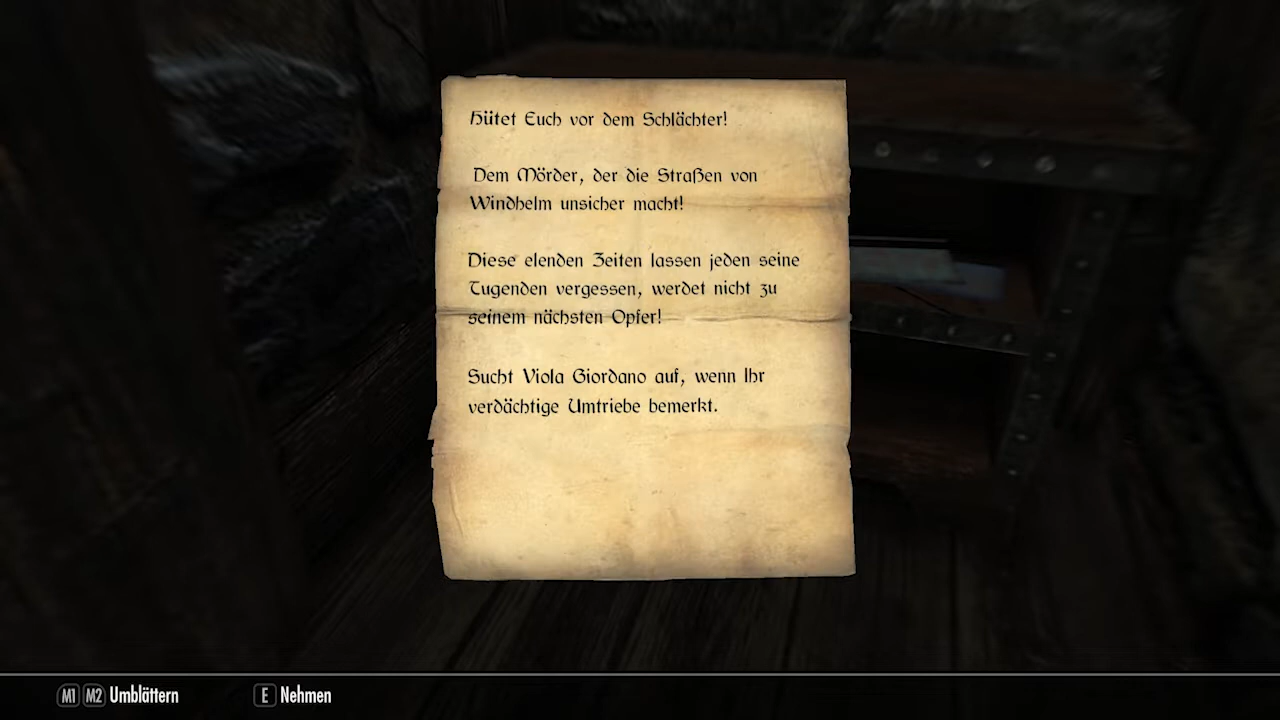 Hütet Euch vor dem Schlächter!
Dem Mörder, der die Straßen von
Windhelm unsicher macht!
Diese elenden Zeiten lassen jeden seine
Tugenden vergessen, werdet nicht zu
seinem nächsten Opfer!
Sucht Viola Giordano auf, wenn Ihr
verdächtige Umtriebe bemerkt.
M1 M2 Umblättern E Nehmen